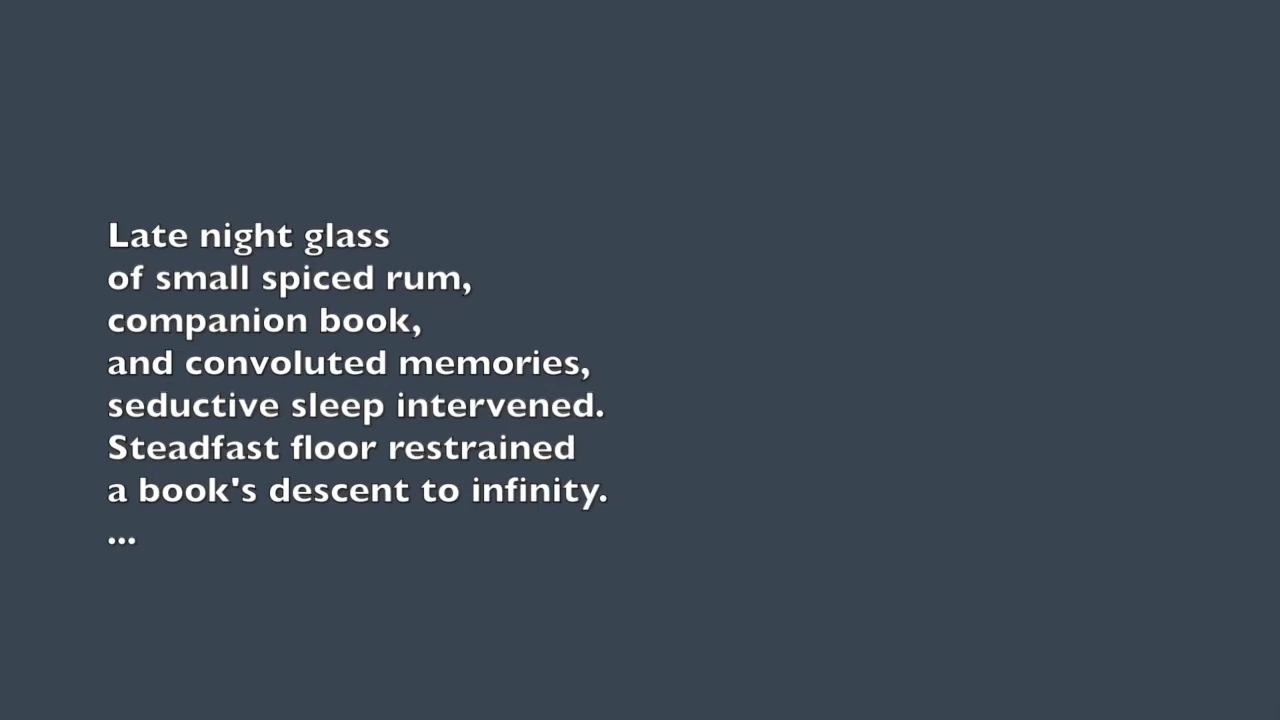 Late night glass
of small spiced rum,
companion book,
and convoluted memories,
seductive sleep intervened.
Steadfast floor restrained
a book's descent to infinity.
...